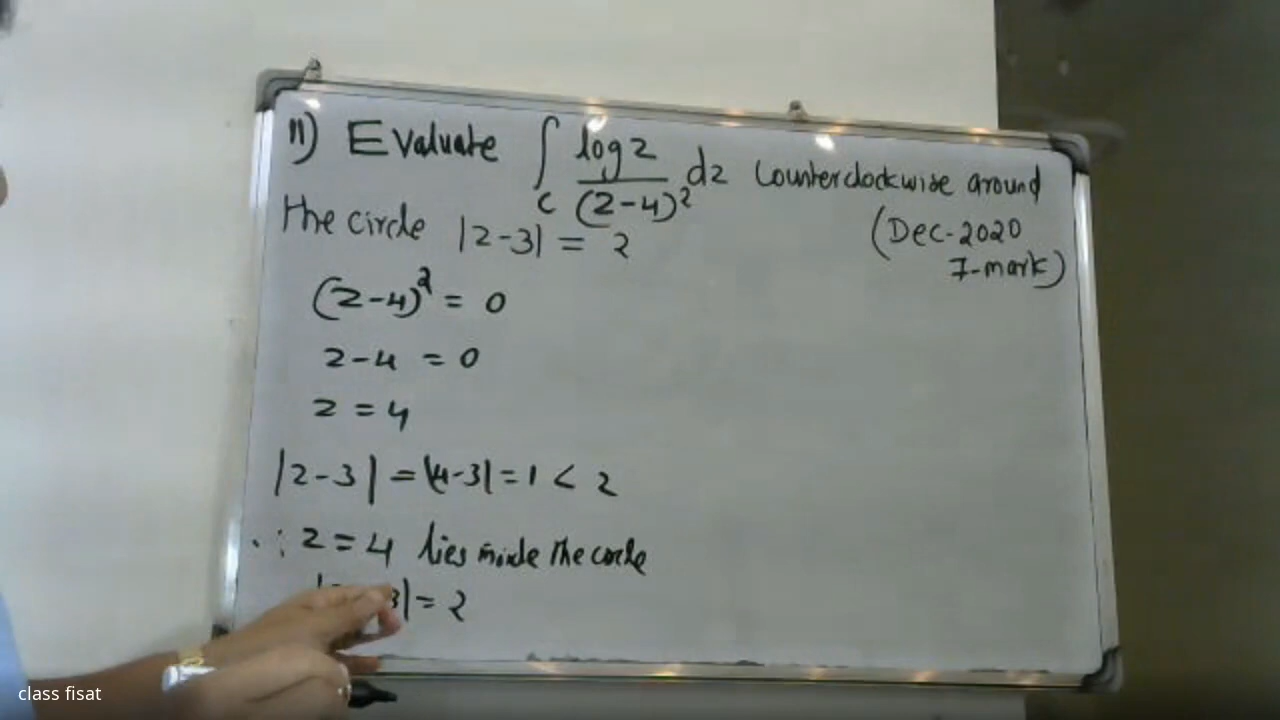 11) Evaluate ∫_C log z / (z-4)² dz Counterclockwise around
the circle |z-3| = 2
(Dec-2020
7-mark)
(z-4)² = 0
z-4 = 0
z = 4
|z-3| = |4-3| = 1 < 2
∴ z = 4 lies inside the circle
3| = 2
class fisat